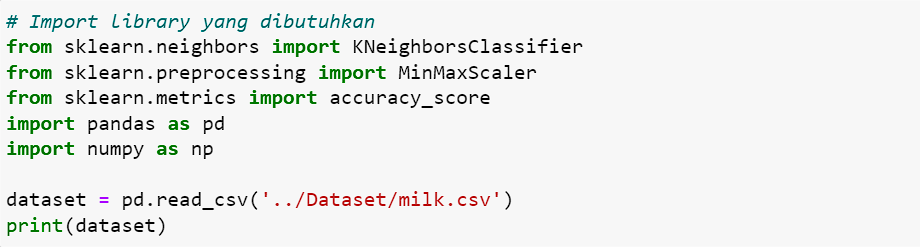 # Import library yang dibutuhkan
from sklearn.neighbors import KNeighborsClassifier
from sklearn.preprocessing import MinMaxScaler
from sklearn.metrics import accuracy_score
import pandas as pd
import numpy as np
dataset = pd.read_csv('../Dataset/milk.csv')
print(dataset)